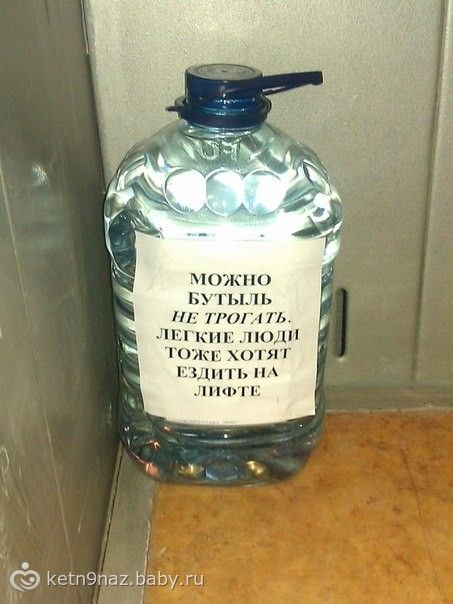 МОЖНО
БУТЫЛЬ
НЕ ТРОГАТЬ.
ЛЕГКИЕ ЛЮДИ
ТОЖЕ ХОТЯТ
ЕЗДИТЬ НА
ЛИФТЕ
ketn9naz.baby.ru